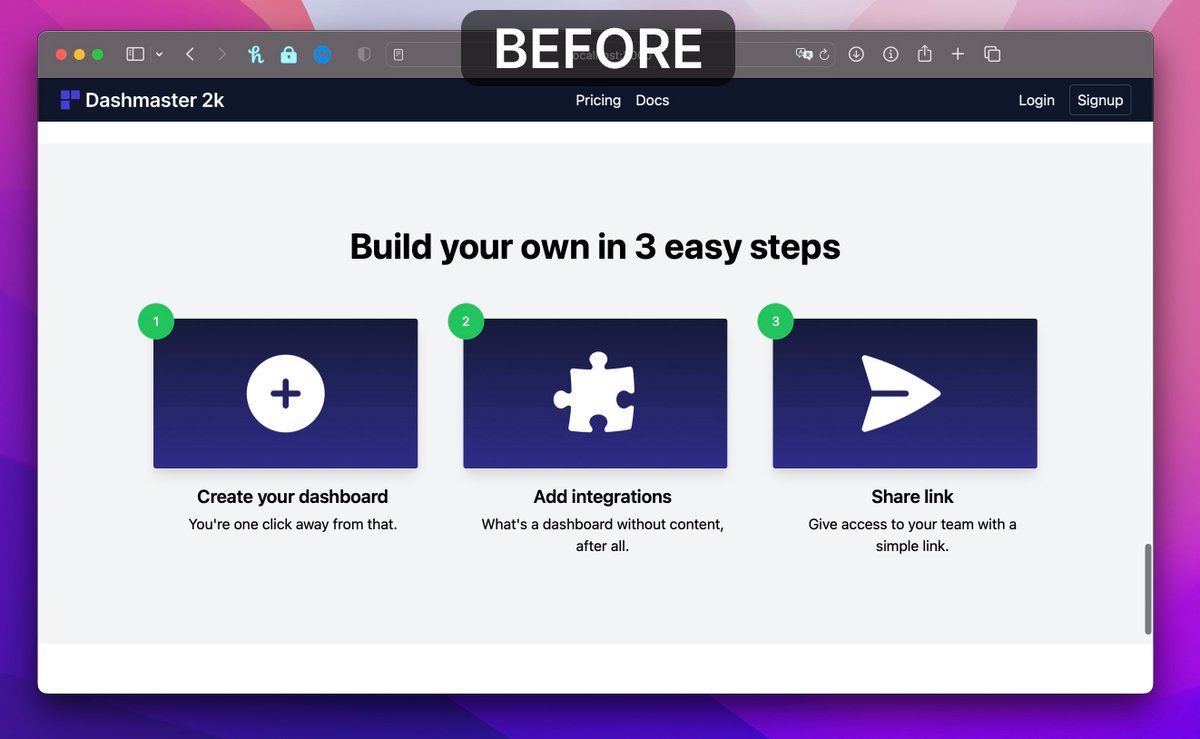 BEFORE
Dashmaster 2k
Pricing Docs
Login Signup
Build your own in 3 easy steps
1
2
3
Create your dashboard
You're one click away from that.
Add integrations
What's a dashboard without content,
after all.
Share link
Give access to your team with a
simple link.